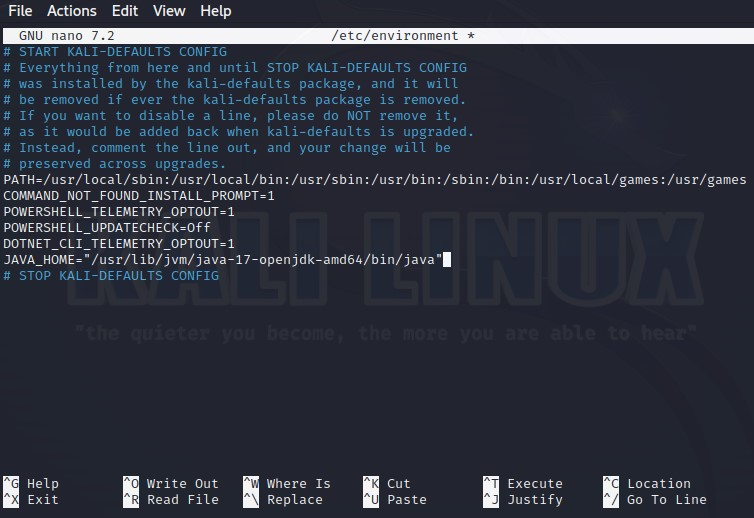 File Actions Edit View Help
GNU nano 7.2 /etc/environment *
# START KALI-DEFAULTS CONFIG
# Everything from here and until STOP KALI-DEFAULTS CONFIG
# was installed by the kali-defaults package, and it will
# be removed if ever the kali-defaults package is removed.
# If you want to disable a line, please do NOT remove it,
# as it would be added back when kali-defaults is upgraded.
# Instead, comment the line out, and your change will be
# preserved across upgrades.
PATH=/usr/local/sbin:/usr/local/bin:/usr/sbin:/usr/bin:/sbin:/bin:/usr/local/games:/usr/games
COMMAND_NOT_FOUND_INSTALL_PROMPT=1
POWERSHELL_TELEMETRY_OPTOUT=1
POWERSHELL_UPDATECHECK=Off
DOTNET_CLI_TELEMETRY_OPTOUT=1
JAVA_HOME="/usr/lib/jvm/java-17-openjdk-amd64/bin/java"
# STOP KALI-DEFAULTS CONFIG
KALI LINUX
"the quieter you become, the more you are able to hear"
^G Help ^O Write Out ^W Where Is ^K Cut ^T Execute ^C Location
^X Exit ^R Read File ^\ Replace ^U Paste ^J Justify ^/ Go To Line